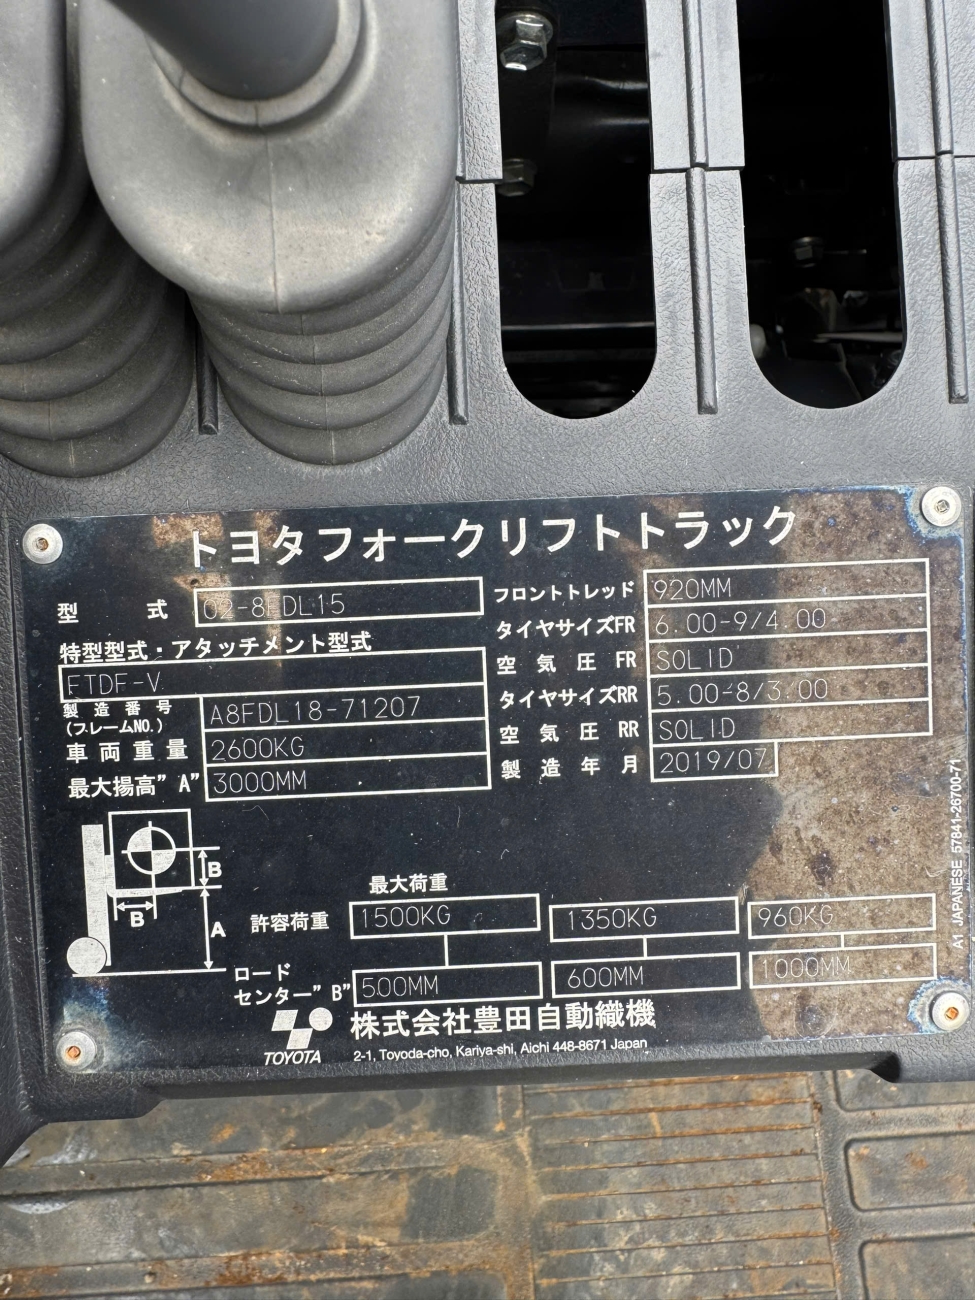 トヨタフォークリフトトラック
型式 02-8FDL15
特型型式・アタッチメント型式
FTDF-V
製造番号 (フレームNO.) A8FDL18-71207
車両重量 2600KG
最大揚高"A" 3000MM
フロントトレッド 920MM
タイヤサイズFR 6.00-9/4.00
空気圧 FR SOLID
タイヤサイズRR 5.00-8/3.00
空気圧 RR SOLID
製造年月 2019/07
B
B
A
最大荷重
許容荷重 1500KG 1350KG 960KG
ロードセンター"B" 500MM 600MM 1000MM
TOYOTA
株式会社豊田自動織機
2-1, Toyoda-cho, Kariya-shi, Aichi 448-8671 Japan
A1 JAPANESE 57841-26700-71